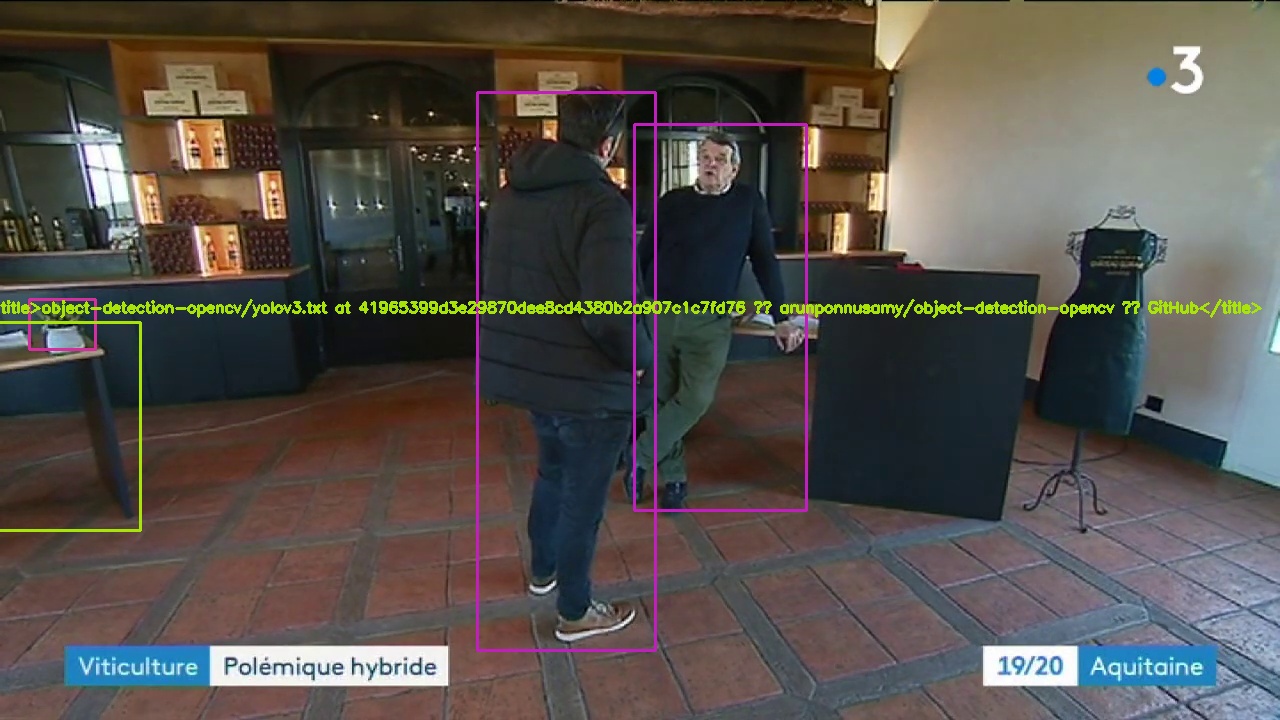 3
title>object-detection-opencv/yolov3.txt at 41965399d3e29870dee8cd4380b2a907c1c7fd76 ?? arunponnusamy/object-detection-opencv ?? GitHub</title>
Viticulture Polémique hybride
19/20 Aquitaine